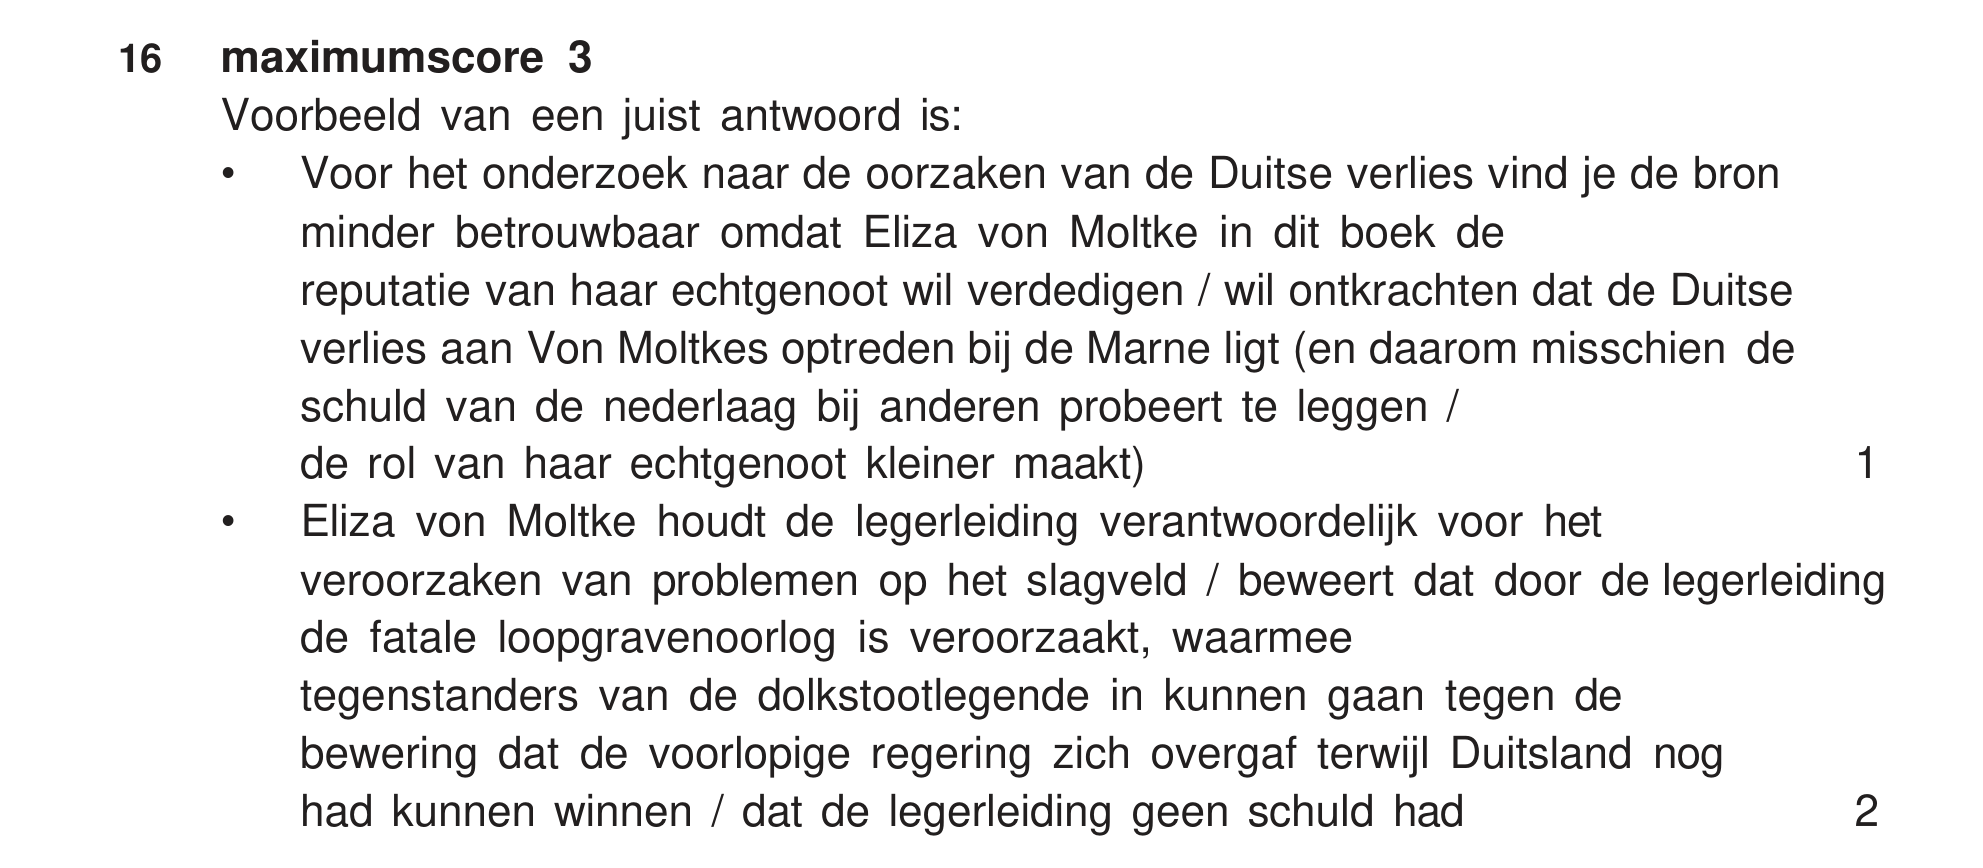 16 maximumscore 3
Voorbeeld van een juist antwoord is:
• Voor het onderzoek naar de oorzaken van de Duitse verlies vind je de bron
minder betrouwbaar omdat Eliza von Moltke in dit boek de
reputatie van haar echtgenoot wil verdedigen / wil ontkrachten dat de Duitse
verlies aan Von Moltkes optreden bij de Marne ligt (en daarom misschien de
schuld van de nederlaag bij anderen probeert te leggen /
de rol van haar echtgenoot kleiner maakt) 1
• Eliza von Moltke houdt de legerleiding verantwoordelijk voor het
veroorzaken van problemen op het slagveld / beweert dat door de legerleiding
de fatale loopgravenoorlog is veroorzaakt, waarmee
tegenstanders van de dolkstootlegende in kunnen gaan tegen de
bewering dat de voorlopige regering zich overgaf terwijl Duitsland nog
had kunnen winnen / dat de legerleiding geen schuld had 2